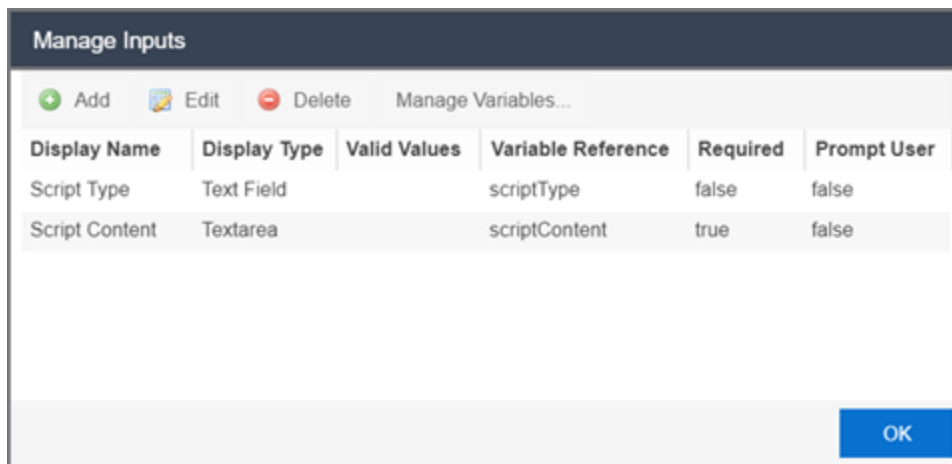 Manage Inputs
Add Edit Delete Manage Variables...
Display Name Display Type Valid Values Variable Reference Required Prompt User
Script Type Text Field scriptType false false
Script Content Textarea scriptContent true false
OK